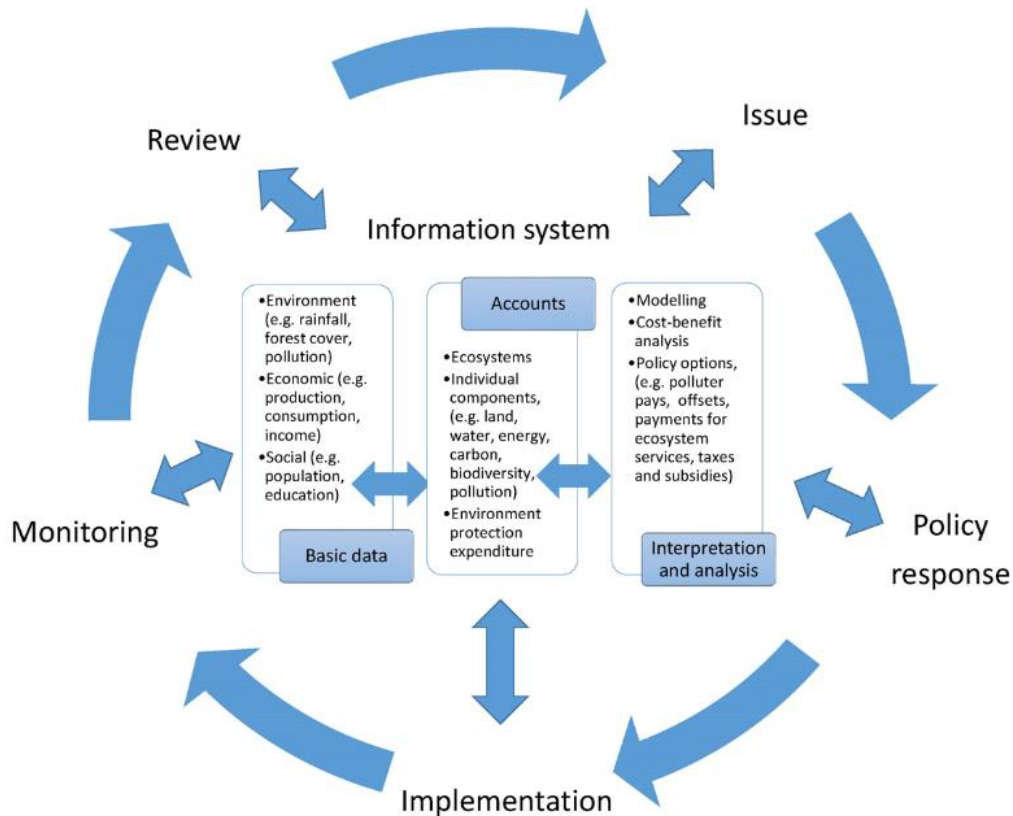 Review
Issue
Information system
•Environment
(e.g. rainfall,
forest cover,
pollution)
•Economic (e.g.
production,
consumption,
income)
•Social (e.g.
population,
education)
Basic data
Accounts
•Ecosystems
•Individual
components,
(e.g. land,
water, energy,
carbon,
biodiversity,
pollution)
•Environment
protection
expenditure
•Modelling
•Cost-benefit
analysis
•Policy options,
(e.g. polluter
pays, offsets,
payments for
ecosystem
services, taxes
and subsidies)
Interpretation
and analysis
Monitoring
Policy
response
Implementation